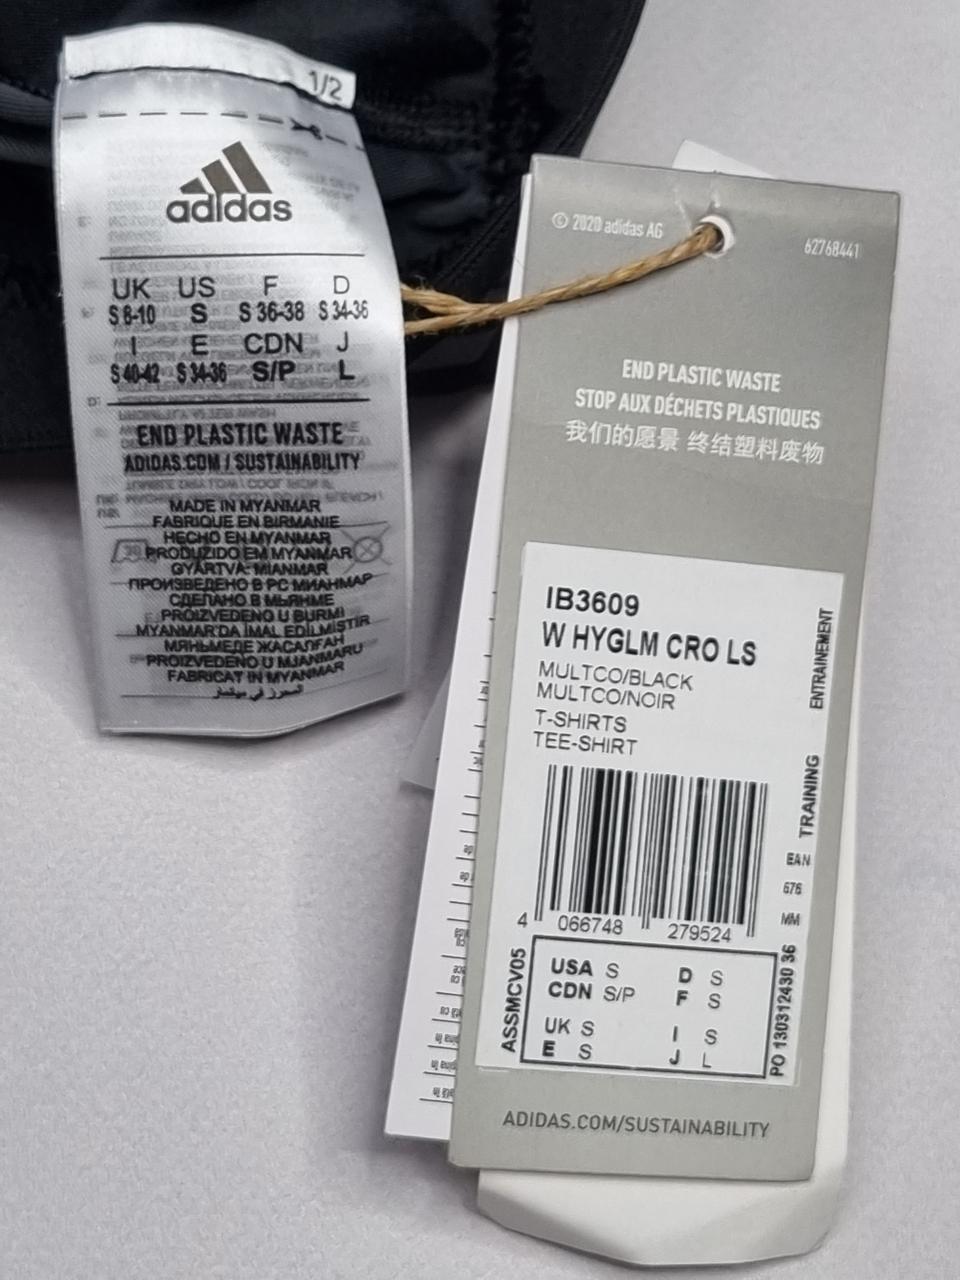 1/2
adidas
UK US F D
S 8-10 S S 36-38 S 34-36
I E CDN J
S 40-42 S 34-36 S/P L
END PLASTIC WASTE
ADIDAS.COM / SUSTAINABILITY
MADE IN MYANMAR
FABRIQUE EN BIRMANIE
HECHO EN MYANMAR
PRODUZIDO EM MYANMAR
GYÁRTVA: MIANMAR
ПРОИЗВЕДЕНО В РС МИАНМАР
СДЕЛАНО В МЬЯНМЕ
PROIZVEDENO U BURMI
MYANMAR'DA İMAL EDİLMİŞTİR
МЯНЬМЕДЕ ЖАСАЛҒАН
PROIZVEDENO U MJANMARU
FABRICAT IN MYANMAR
© 2020 adidas AG
62768441
END PLASTIC WASTE
STOP AUX DÉCHETS PLASTIQUES
我们的愿景 终结塑料废物
IB3609
W HYGLM CRO LS
MULTCO/BLACK
MULTCO/NOIR
T-SHIRTS
TEE-SHIRT
ENTRAINEMENT
TRAINING
EAN
676
MM
4 066748 279524
ASSMCV05
USA S D S
CDN S/P F S
UK S I S
E S J L
PO 130312430 36
ADIDAS.COM/SUSTAINABILITY